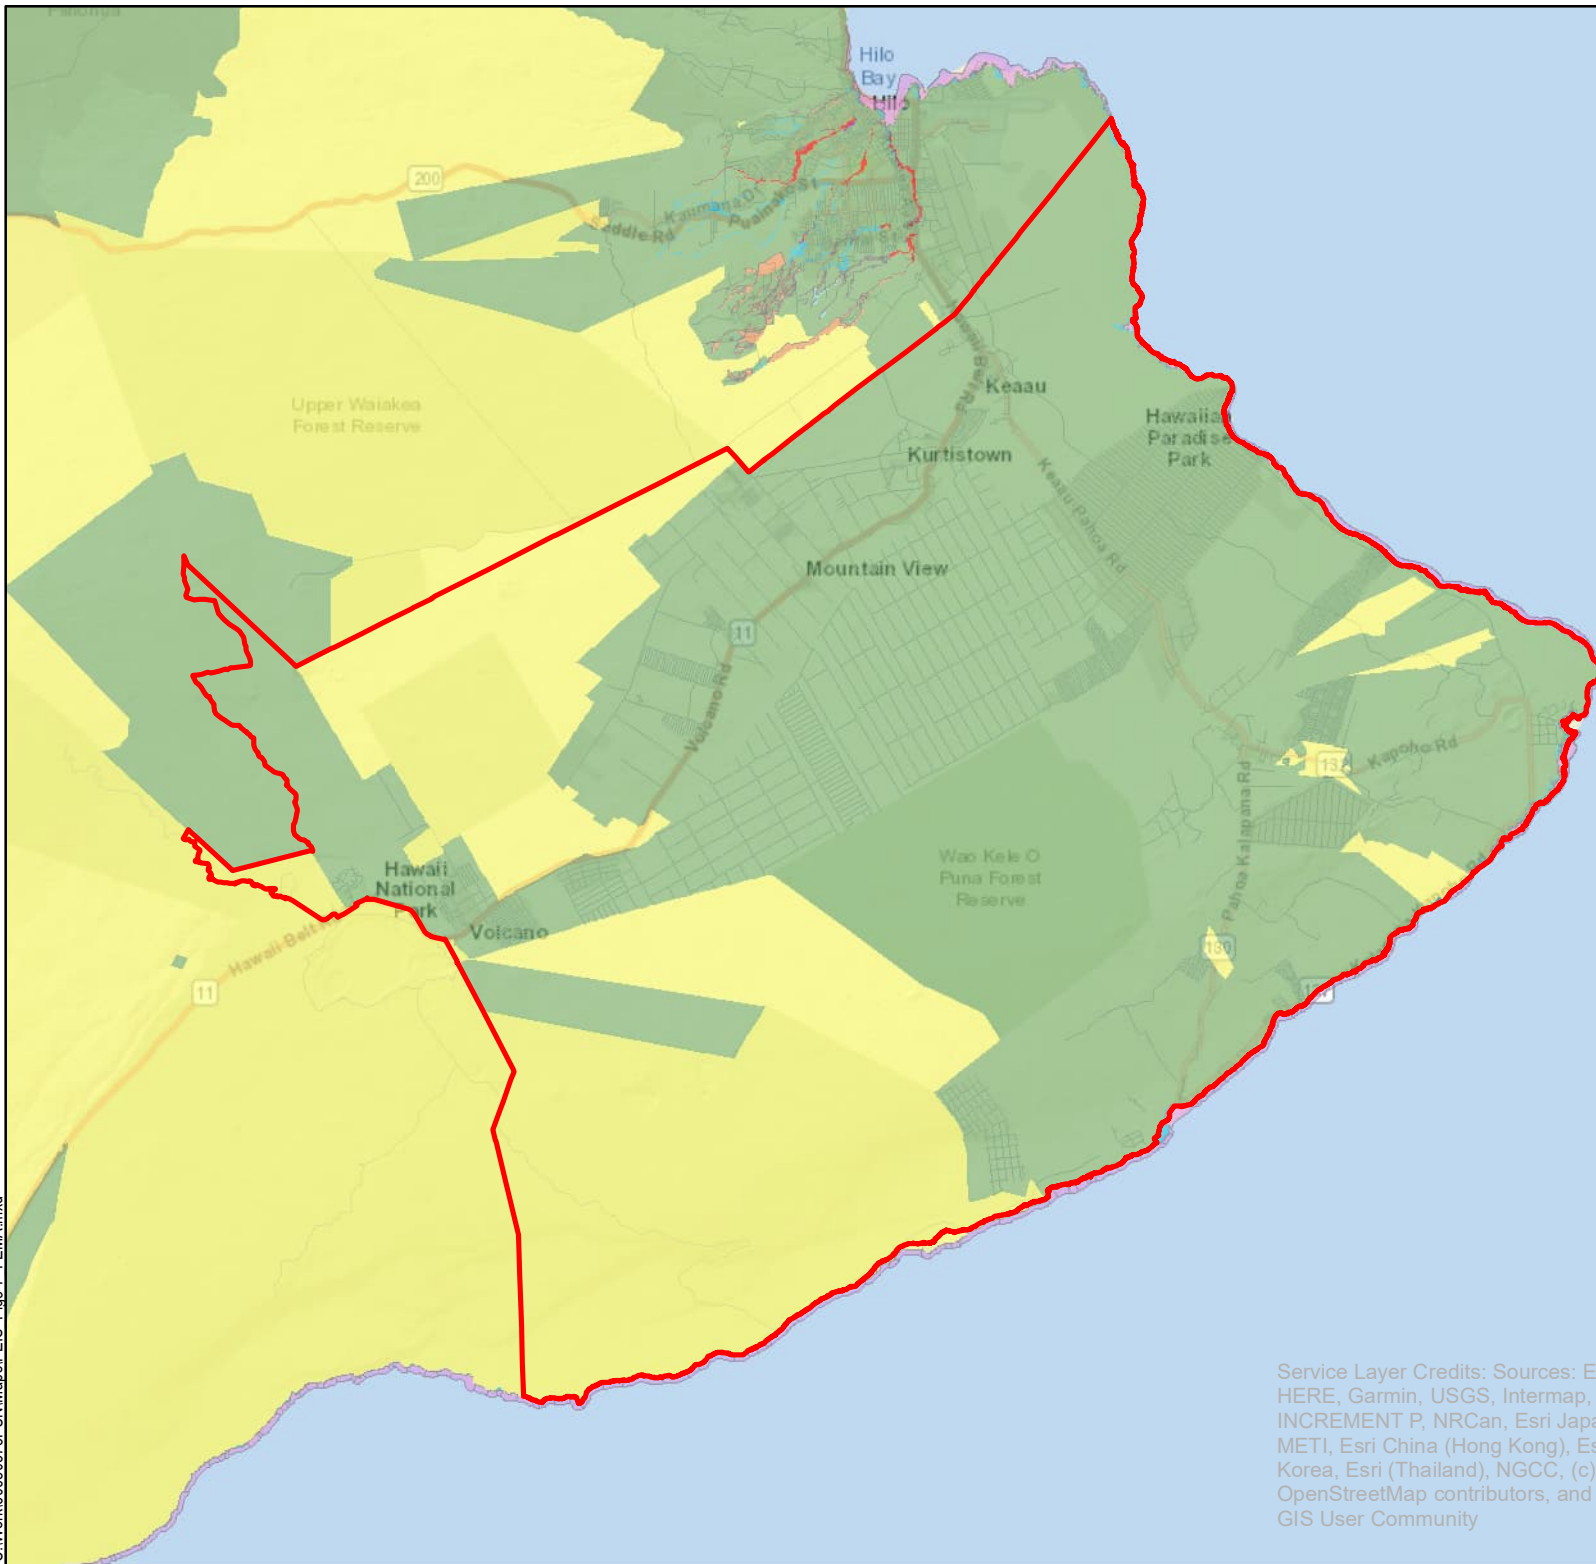 Hilo
Bay
Hilo
200
Kaumana Dr
Puainako St
Saddle Rd
Upper Waiakea
Forest Reserve
Keaau
Hawaiian
Paradise
Park
Kurtistown
Keaau-Pahoa Rd
Mountain View
11
Volcano Rd
132
Kapoho Rd
Pahoa Kalapana Rd
Wao Kele O
Puna Forest
Reserve
Hawaii
National
Park
Volcano
130
Hawaii Belt
11
137
Service Layer Credits: Sources: E
HERE, Garmin, USGS, Intermap,
INCREMENT P, NRCan, Esri Japa
METI, Esri China (Hong Kong), Es
Korea, Esri (Thailand), NGCC, (c)
OpenStreetMap contributors, and
GIS User Community